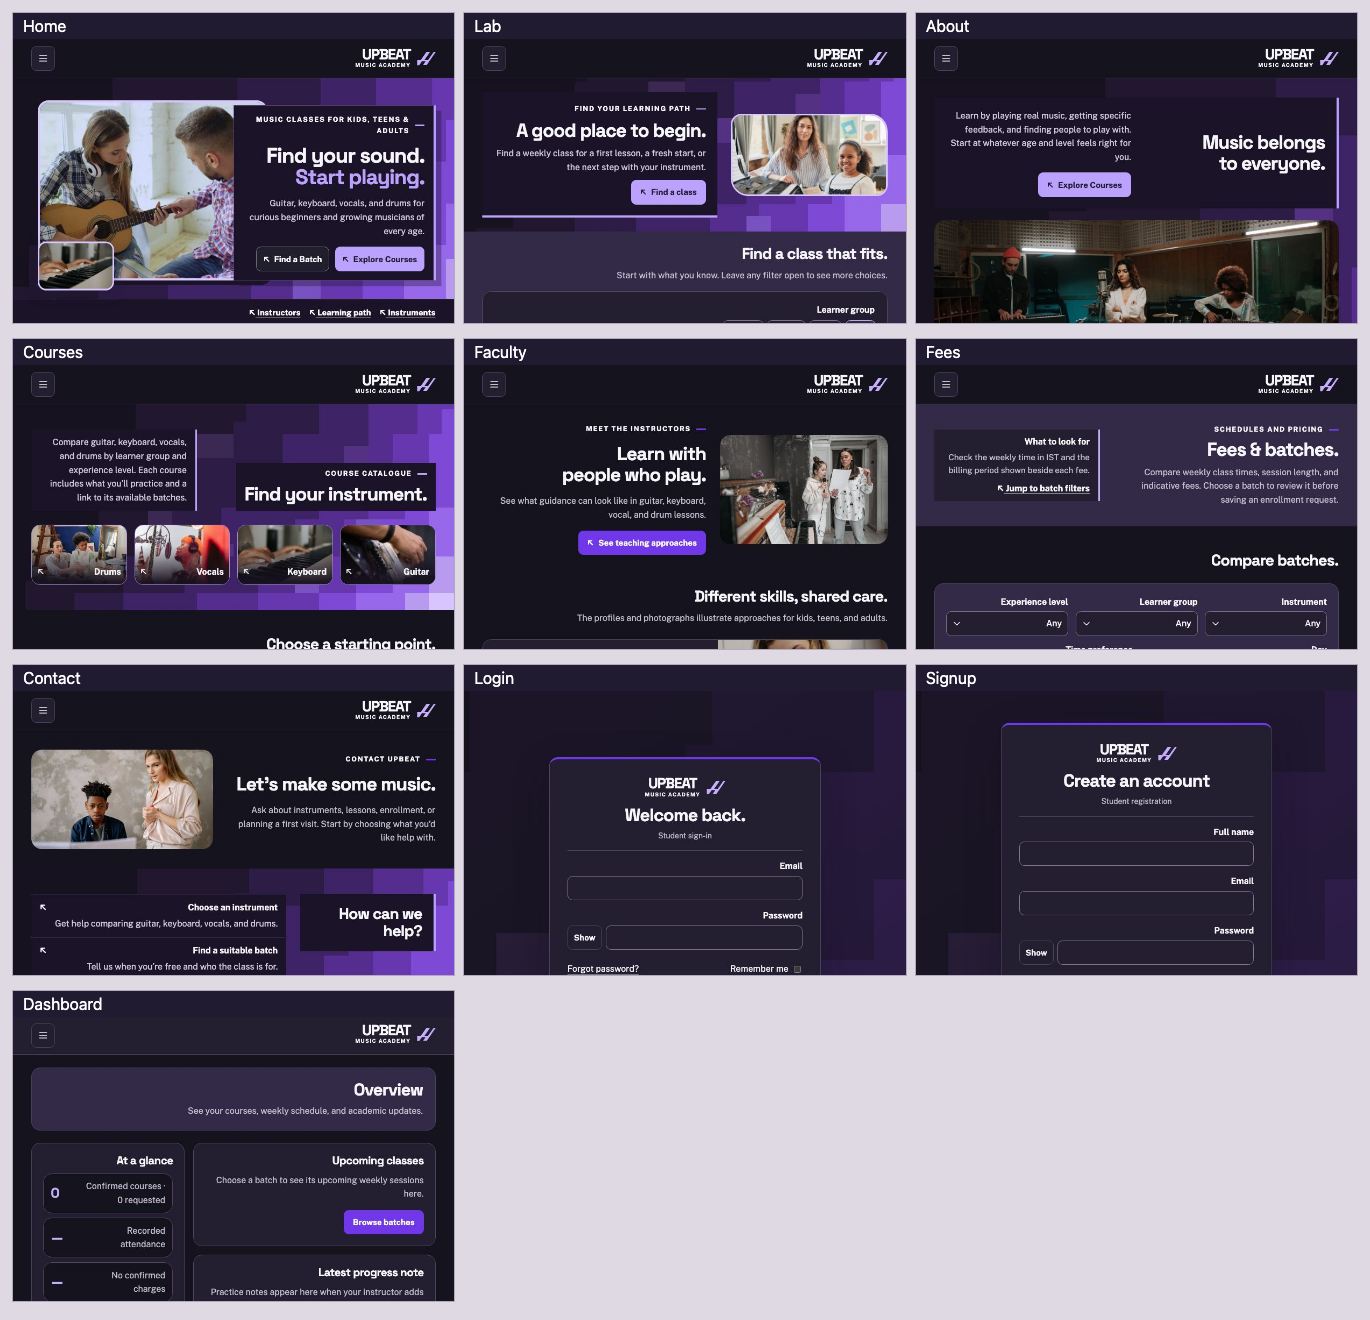 Home
UPBEAT
MUSIC ACADEMY
MUSIC CLASSES FOR KIDS, TEENS &
ADULTS
Find your sound.
Start playing.
Guitar, keyboard, vocals, and drums for
curious beginners and growing musicians of
every age.
Find a Batch
Explore Courses
Instructors
Learning path
Instruments
Lab
UPBEAT
MUSIC ACADEMY
FIND YOUR LEARNING PATH
A good place to begin.
Find a weekly class for a first lesson, a fresh start, or
the next step with your instrument.
Find a class
Find a class that fits.
Start with what you know. Leave any filter open to see more choices.
Learner group
About
UPBEAT
MUSIC ACADEMY
Learn by playing real music, getting specific
feedback, and finding people to play with.
Start at whatever age and level feels right for
you.
Explore Courses
Music belongs
to everyone.
Courses
UPBEAT
MUSIC ACADEMY
Compare guitar, keyboard, vocals,
and drums by learner group and
experience level. Each course
includes what you'll practice and a
link to its available batches.
COURSE CATALOGUE
Find your instrument.
Drums
Vocals
Keyboard
Guitar
Choose a starting point.
Faculty
UPBEAT
MUSIC ACADEMY
MEET THE INSTRUCTORS
Learn with
people who play.
See what guidance can look like in guitar, keyboard,
vocal, and drum lessons.
See teaching approaches
Different skills, shared care.
The profiles and photographs illustrate approaches for kids, teens, and adults.
Fees
UPBEAT
MUSIC ACADEMY
What to look for
Check the weekly time in IST and the
billing period shown beside each fee.
Jump to batch filters
SCHEDULES AND PRICING
Fees & batches.
Compare weekly class times, session length, and
indicative fees. Choose a batch to review it before
saving an enrollment request.
Compare batches.
Experience level
Learner group
Instrument
Any
Any
Any
Time preference
Day
Contact
UPBEAT
MUSIC ACADEMY
CONTACT UPBEAT
Let's make some music.
Ask about instruments, lessons, enrollment, or
planning a first visit. Start by choosing what you'd
like help with.
Choose an instrument
Get help comparing guitar, keyboard, vocals, and drums.
Find a suitable batch
Tell us when you're free and who the class is for.
How can we
help?
Login
UPBEAT
MUSIC ACADEMY
Welcome back.
Student sign-in
Email
Password
Show
Forgot password?
Remember me
Signup
UPBEAT
MUSIC ACADEMY
Create an account
Student registration
Full name
Email
Password
Show
Dashboard
UPBEAT
MUSIC ACADEMY
Overview
See your courses, weekly schedule, and academic updates.
At a glance
0
Confirmed courses ·
0 requested
—
Recorded
attendance
—
No confirmed
charges
Upcoming classes
Choose a batch to see its upcoming weekly sessions
here.
Browse batches
Latest progress note
Practice notes appear here when your instructor adds